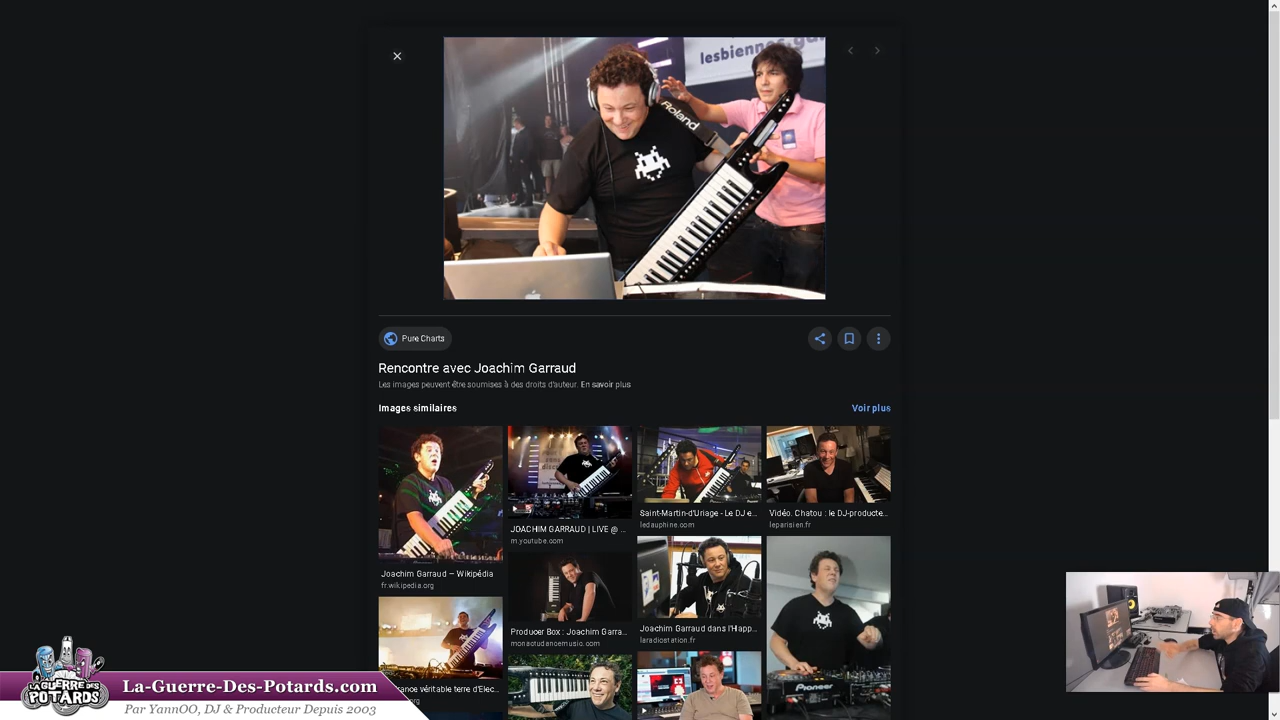 lesbiennes.ga
Roland
Pure Charts
Rencontre avec Joachim Garraud
Les images peuvent être soumises à des droits d'auteur. En savoir plus
Images similaires
Voir plus
Joachim Garraud — Wikipédia
fr.wikipedia.org
JOACHIM GARRAUD | LIVE @ ...
m.youtube.com
Saint-Martin-d'Uriage - Le DJ e...
ledauphine.com
Vidéo. Chatou : le DJ-producte...
leparisien.fr
Producer Box : Joachim Garra...
monactudancemusic.com
Joachim Garraud dans l'Happ...
laradiostation.fr
véritable terre d'Elec...
Pioneer
LA GUERRE DES
POTARDS
La-Guerre-Des-Potards.com
Par YannOO, DJ & Producteur Depuis 2003